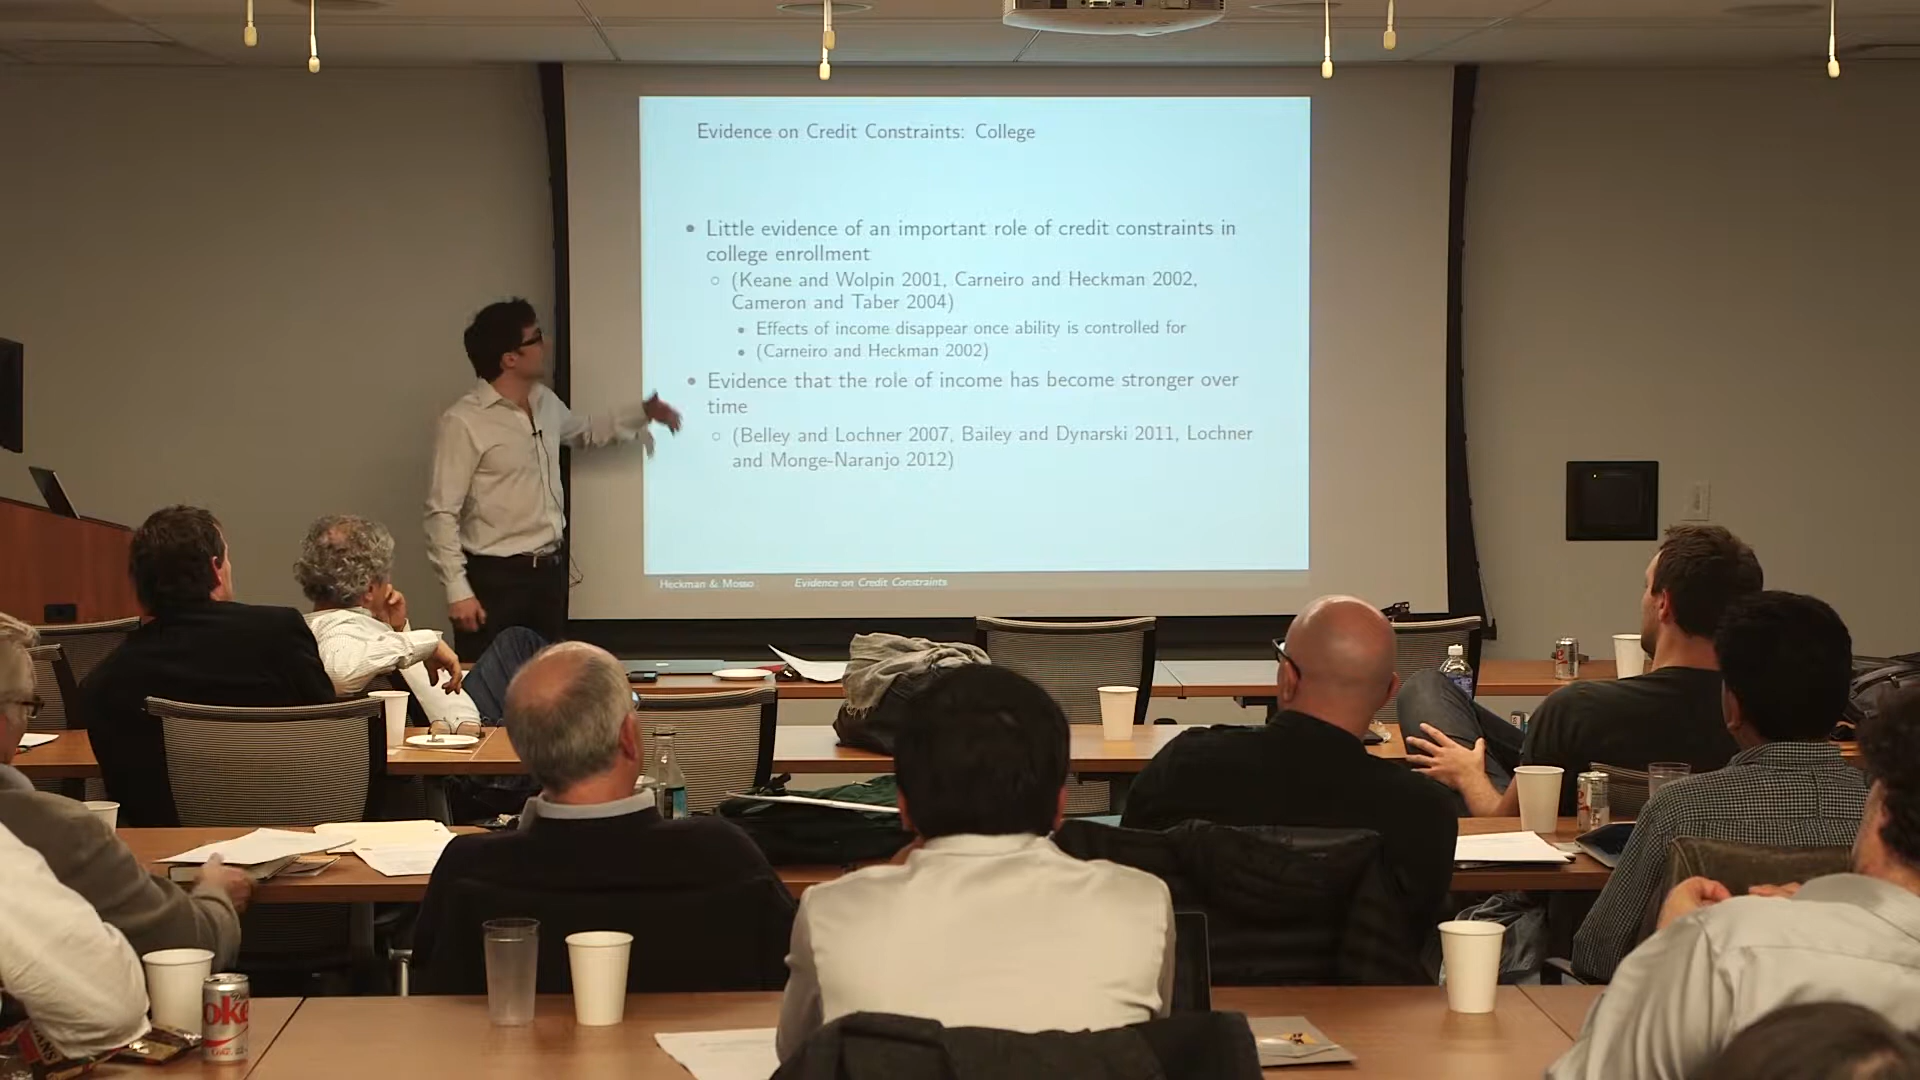 Evidence on Credit Constraints: College
• Little evidence of an important role of credit constraints in
college enrollment
○ (Keane and Wolpin 2001, Carneiro and Heckman 2002,
Cameron and Taber 2004)
• Effects of income disappear once ability is controlled for
• (Carneiro and Heckman 2002)
• Evidence that the role of income has become stronger over
time
○ (Belley and Lochner 2007, Bailey and Dynarski 2011, Lochner
and Monge-Naranjo 2012)
Heckman & Mosso Evidence on Credit Constraints
oke